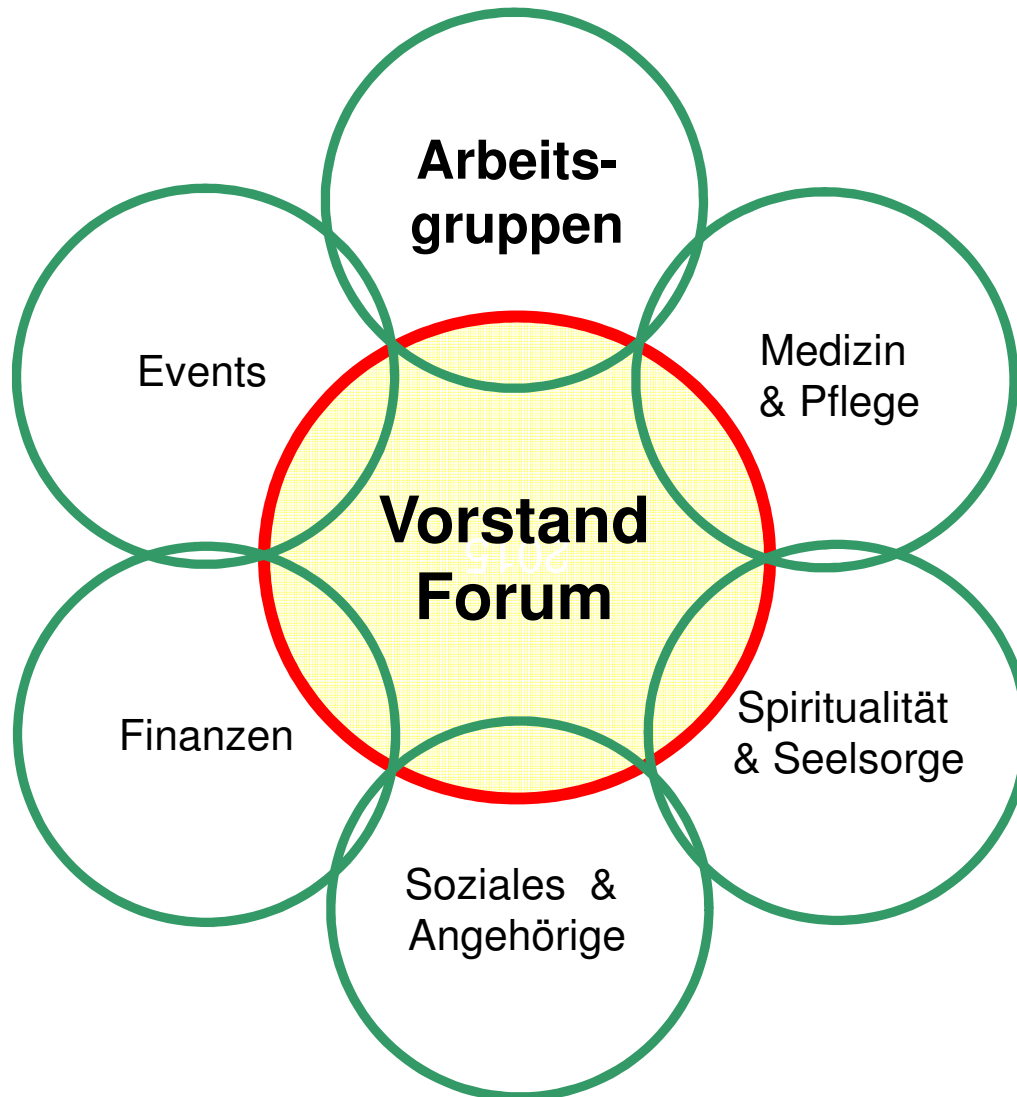 Arbeits-
gruppen
Medizin
& Pflege
Events
Vorstand
Forum
Spiritualität
& Seelsorge
Finanzen
Soziales &
Angehörige